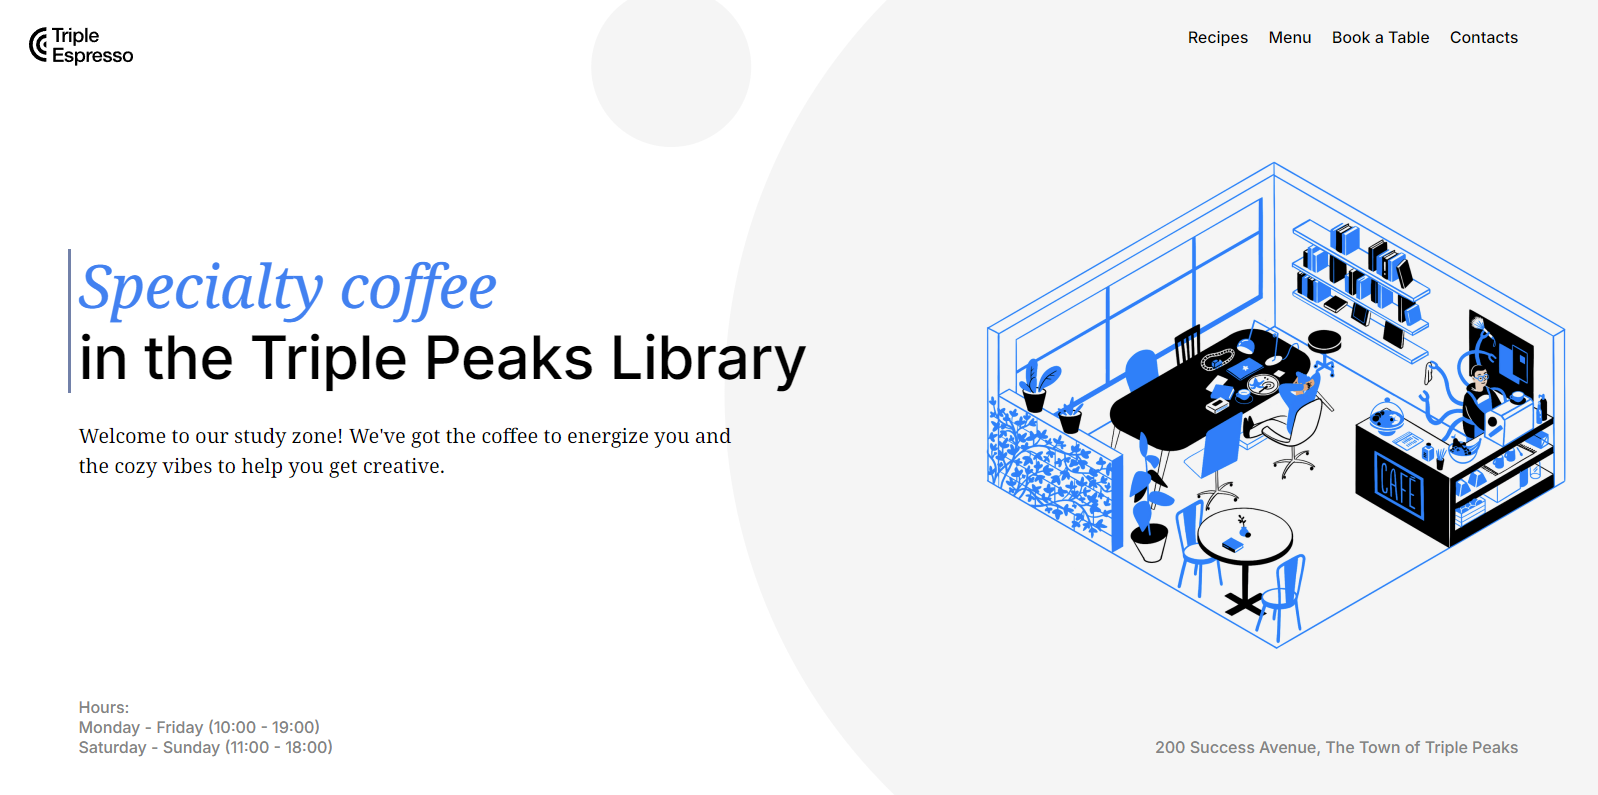 Triple
Espresso
Recipes Menu Book a Table Contacts
Specialty coffee
in the Triple Peaks Library
Welcome to our study zone! We've got the coffee to energize you and
the cozy vibes to help you get creative.
CAFE
Hours:
Monday - Friday (10:00 - 19:00)
Saturday - Sunday (11:00 - 18:00)
200 Success Avenue, The Town of Triple Peaks